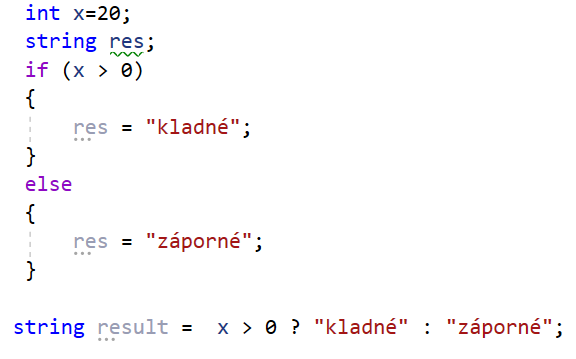 int x=20;
string res;
if (x > 0)
{
res = "kladné";
}
else
{
res = "záporné";
}
string result =  x > 0 ? "kladné" : "záporné";